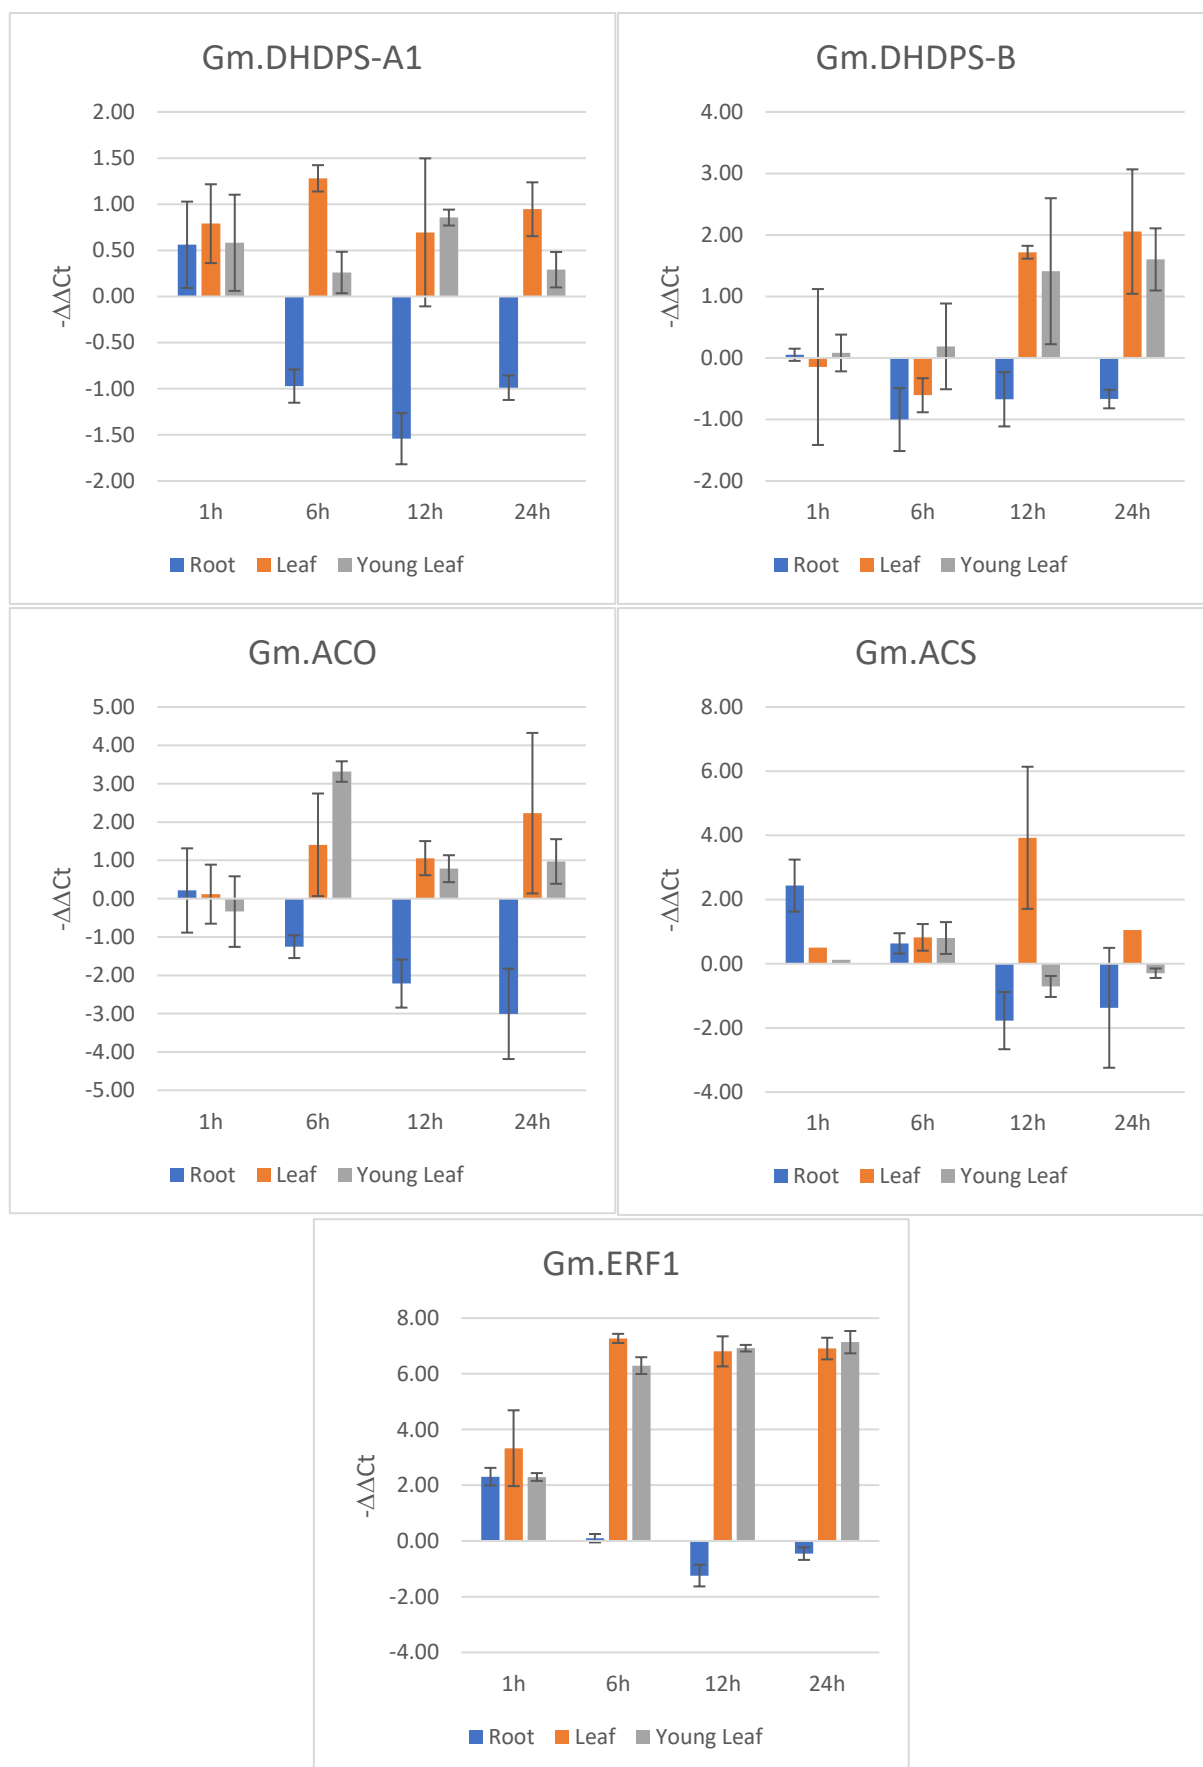 Gm.DHDPS-A1
2.00
1.50
1.00
0.50
0.00
-0.50
-1.00
-1.50
-2.00
-ΔΔCt
1h 6h 12h 24h
Root Leaf Young Leaf
Gm.DHDPS-B
4.00
3.00
2.00
1.00
0.00
-1.00
-2.00
-ΔΔCt
1h 6h 12h 24h
Root Leaf Young Leaf
Gm.ACO
5.00
4.00
3.00
2.00
1.00
0.00
-1.00
-2.00
-3.00
-4.00
-5.00
-ΔΔCt
1h 6h 12h 24h
Root Leaf Young Leaf
Gm.ACS
8.00
6.00
4.00
2.00
0.00
-2.00
-4.00
-ΔΔCt
1h 6h 12h 24h
Root Leaf Young Leaf
Gm.ERF1
8.00
6.00
4.00
2.00
0.00
-2.00
-4.00
-ΔΔCt
1h 6h 12h 24h
Root Leaf Young Leaf